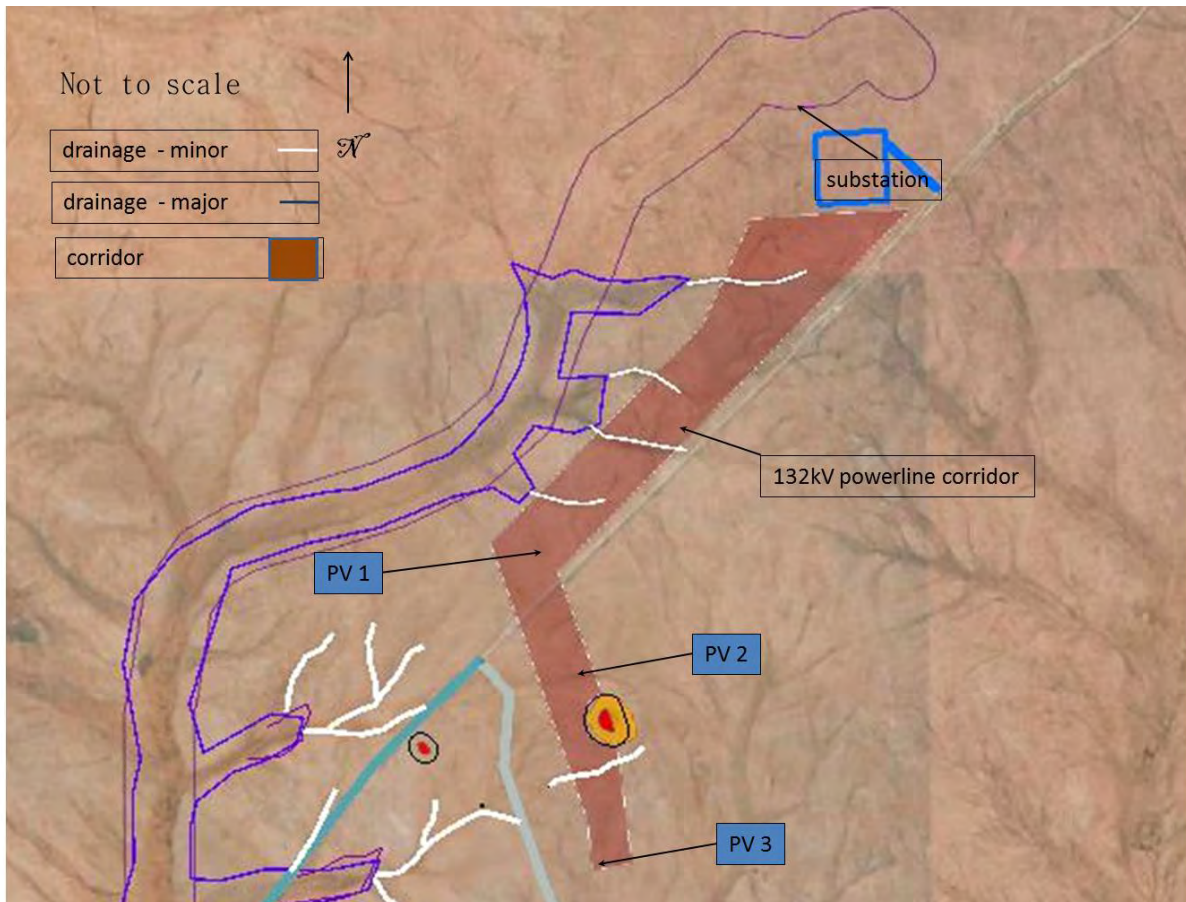 Not to scale
N
drainage - minor
drainage - major
corridor
substation
132kV powerline corridor
PV 1
PV 2
PV 3